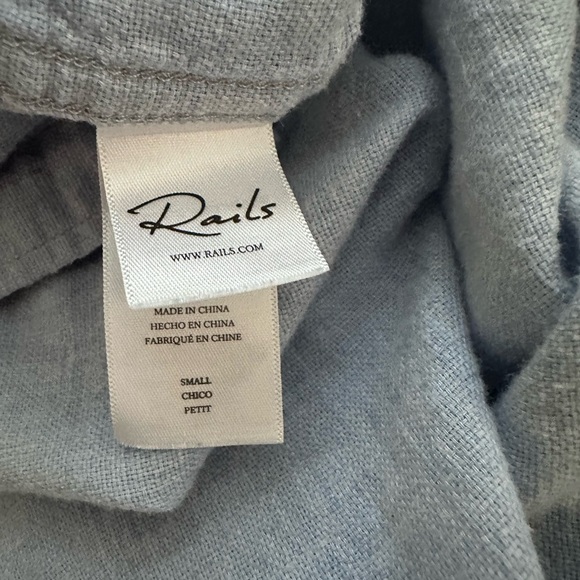 Rails
WWW.RAILS.COM
MADE IN CHINA
HECHO EN CHINA
FABRIQUÉ EN CHINE
SMALL
CHICO
PETIT